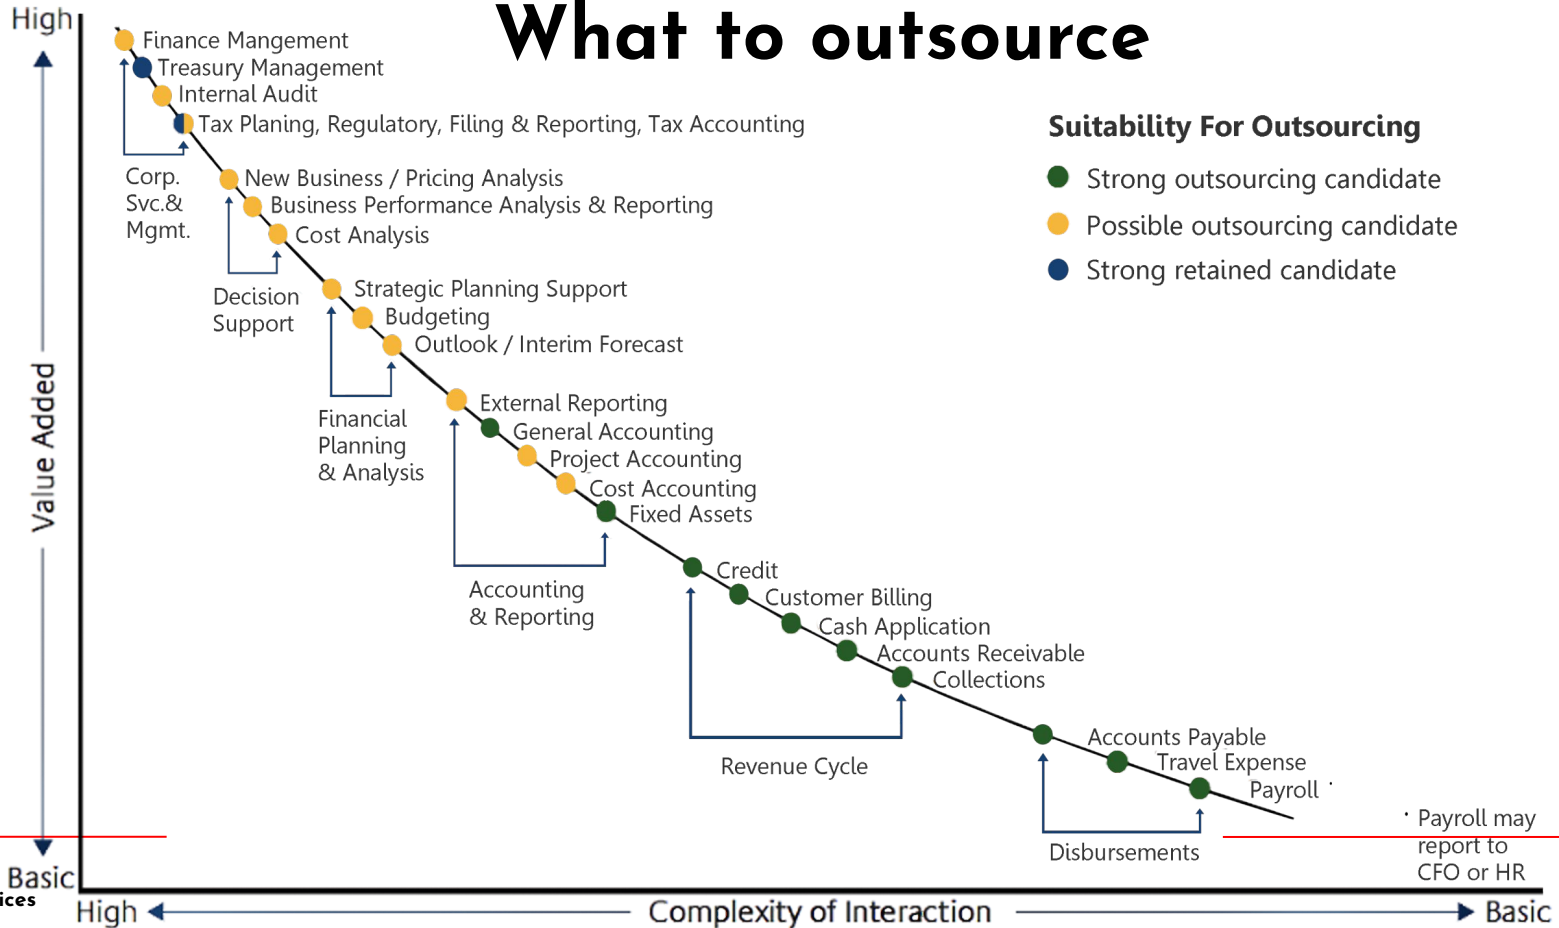 What to outsource
High
Value Added
Basic
Finance Mangement
Treasury Management
Internal Audit
Tax Planing, Regulatory, Filing & Reporting, Tax Accounting
Corp.
Svc.&
Mgmt.
New Business / Pricing Analysis
Business Performance Analysis & Reporting
Cost Analysis
Decision
Support
Strategic Planning Support
Budgeting
Outlook / Interim Forecast
Financial
Planning
& Analysis
External Reporting
General Accounting
Project Accounting
Cost Accounting
Fixed Assets
Accounting
& Reporting
Credit
Customer Billing
Cash Application
Accounts Receivable
Collections
Revenue Cycle
Accounts Payable
Travel Expense
Payroll
Disbursements
Suitability For Outsourcing
Strong outsourcing candidate
Possible outsourcing candidate
Strong retained candidate
Payroll may
report to
CFO or HR
ices
High
Complexity of Interaction
Basic